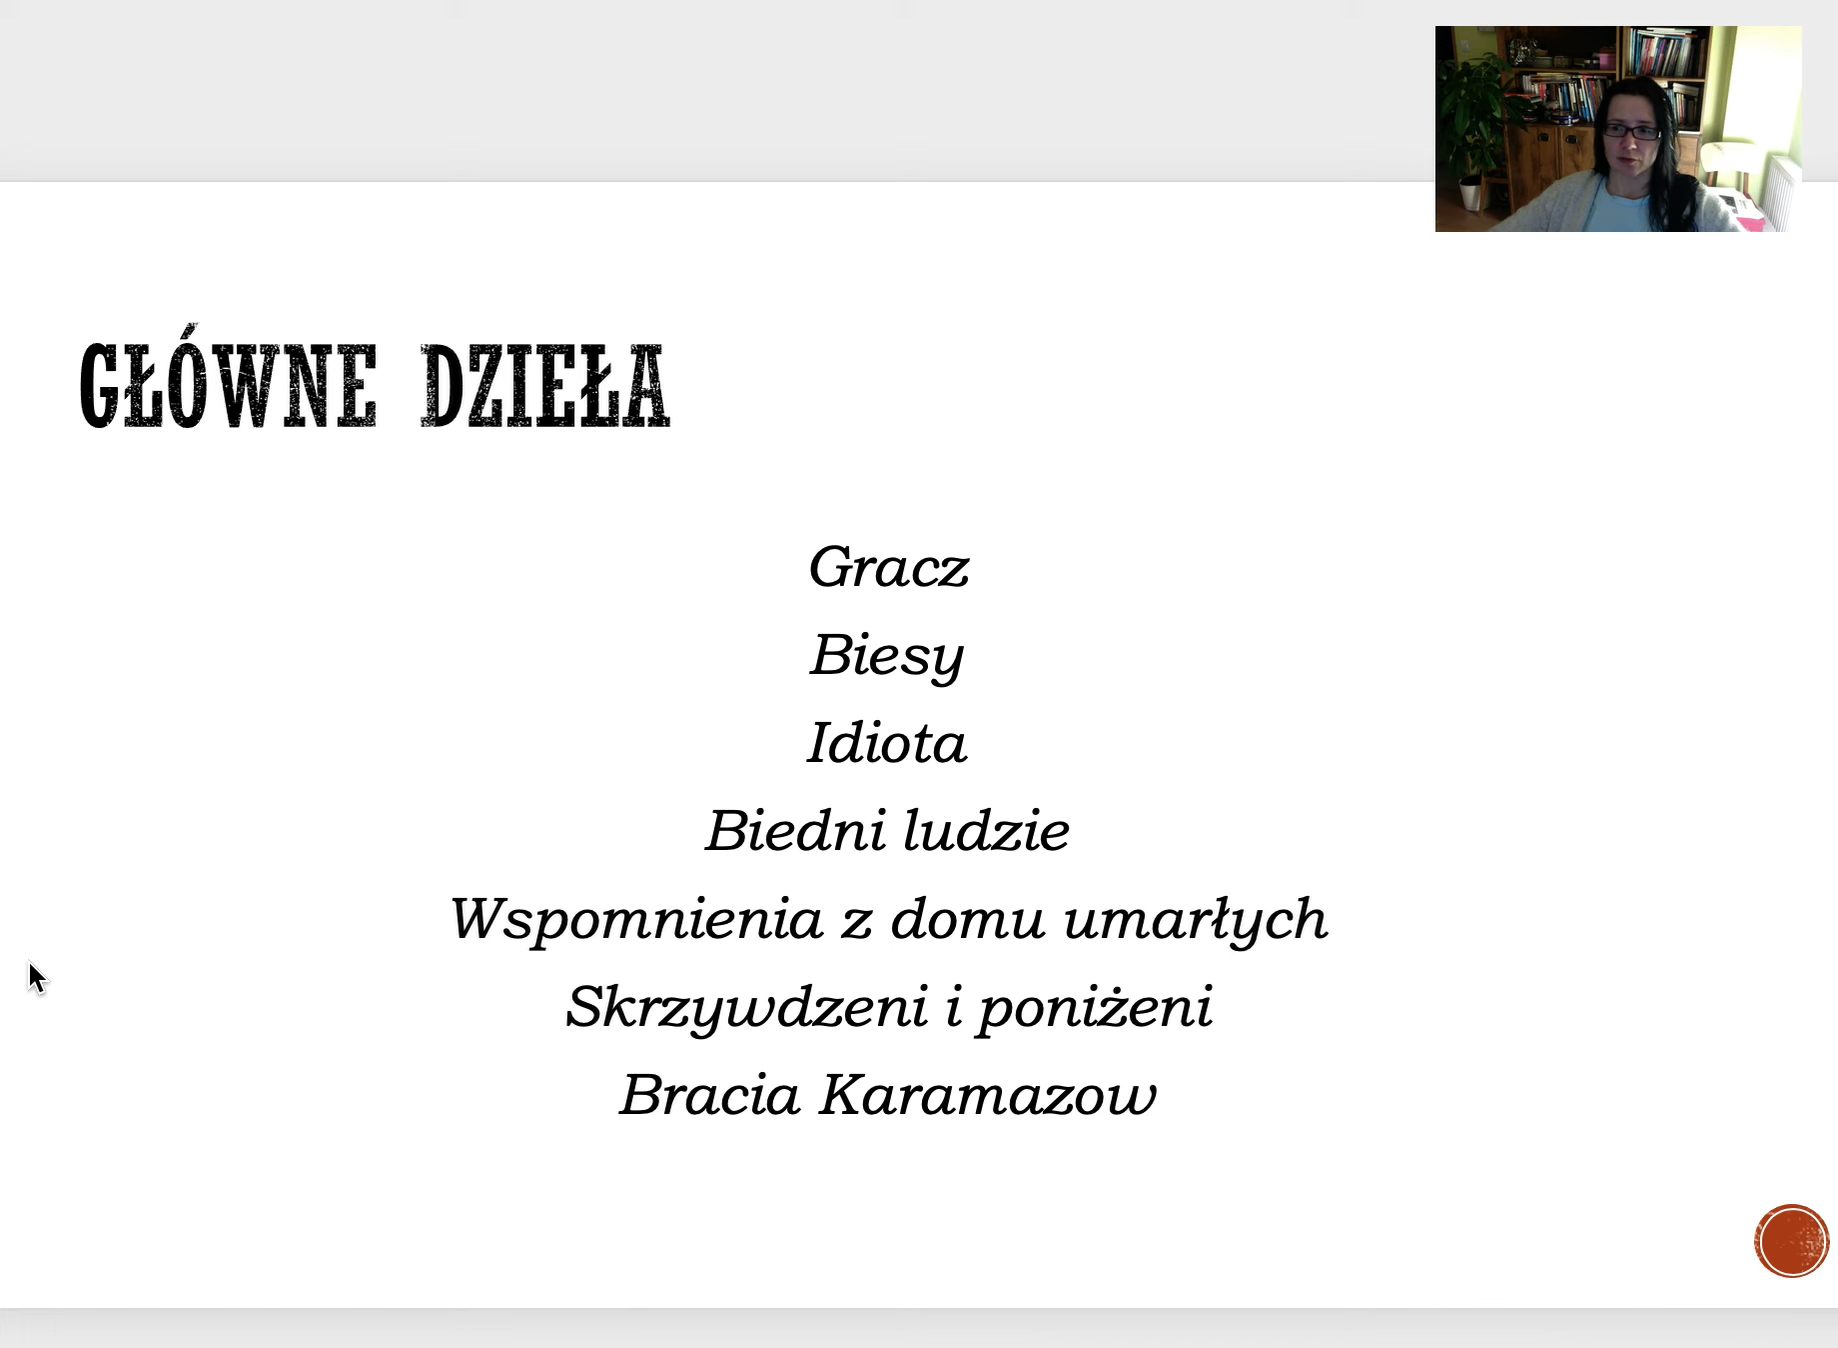 GŁÓWNE DZIEŁA
Gracz
Biesy
Idiota
Biedni ludzie
Wspomnienia z domu umarłych
Skrzywdzeni i poniżeni
Bracia Karamazow